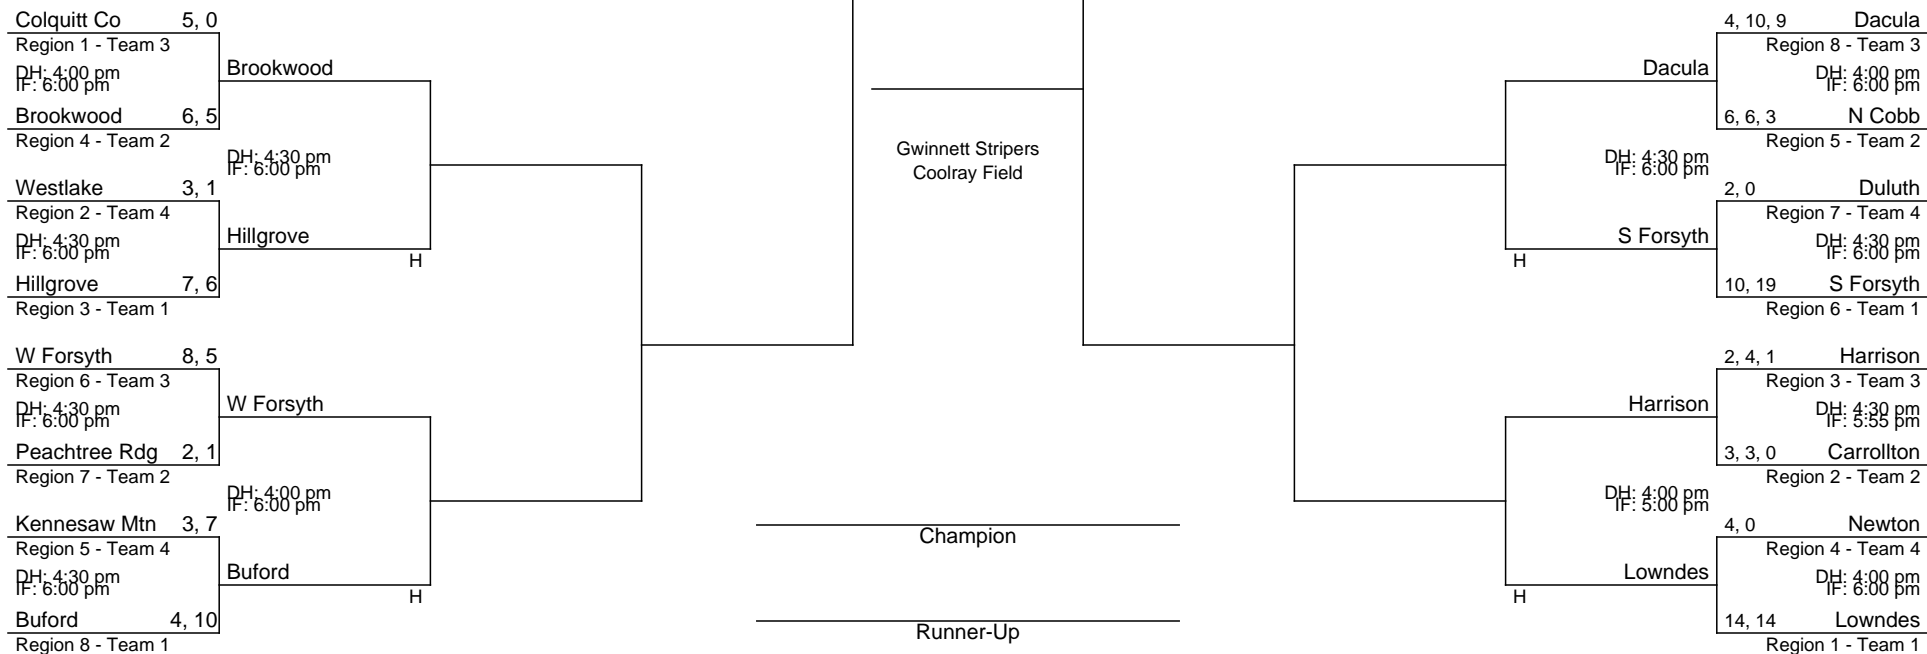 Colquitt Co 5, 0
Region 1 - Team 3
DH: 4:00 pm
IF: 6:00 pm
Brookwood 6, 5
Region 4 - Team 2
Westlake 3, 1
Region 2 - Team 4
DH: 4:30 pm
IF: 6:00 pm
Hillgrove 7, 6
Region 3 - Team 1
W Forsyth 8, 5
Region 6 - Team 3
DH: 4:30 pm
IF: 6:00 pm
Peachtree Rdg 2, 1
Region 7 - Team 2
Kennesaw Mtn 3, 7
Region 5 - Team 4
DH: 4:30 pm
IF: 6:00 pm
Buford 4, 10
Region 8 - Team 1
Brookwood
DH: 4:30 pm
IF: 6:00 pm
Hillgrove
H
W Forsyth
DH: 4:00 pm
IF: 6:00 pm
Buford
H
Gwinnett Stripers
Coolray Field
Champion
Runner-Up
Dacula
DH: 4:30 pm
IF: 6:00 pm
S Forsyth
H
Harrison
DH: 4:00 pm
IF: 5:00 pm
Lowndes
H
4, 10, 9 Dacula
Region 8 - Team 3
DH: 4:00 pm
IF: 6:00 pm
6, 6, 3 N Cobb
Region 5 - Team 2
2, 0 Duluth
Region 7 - Team 4
DH: 4:30 pm
IF: 6:00 pm
10, 19 S Forsyth
Region 6 - Team 1
2, 4, 1 Harrison
Region 3 - Team 3
DH: 4:30 pm
IF: 5:55 pm
3, 3, 0 Carrollton
Region 2 - Team 2
4, 0 Newton
Region 4 - Team 4
DH: 4:00 pm
IF: 6:00 pm
14, 14 Lowndes
Region 1 - Team 1